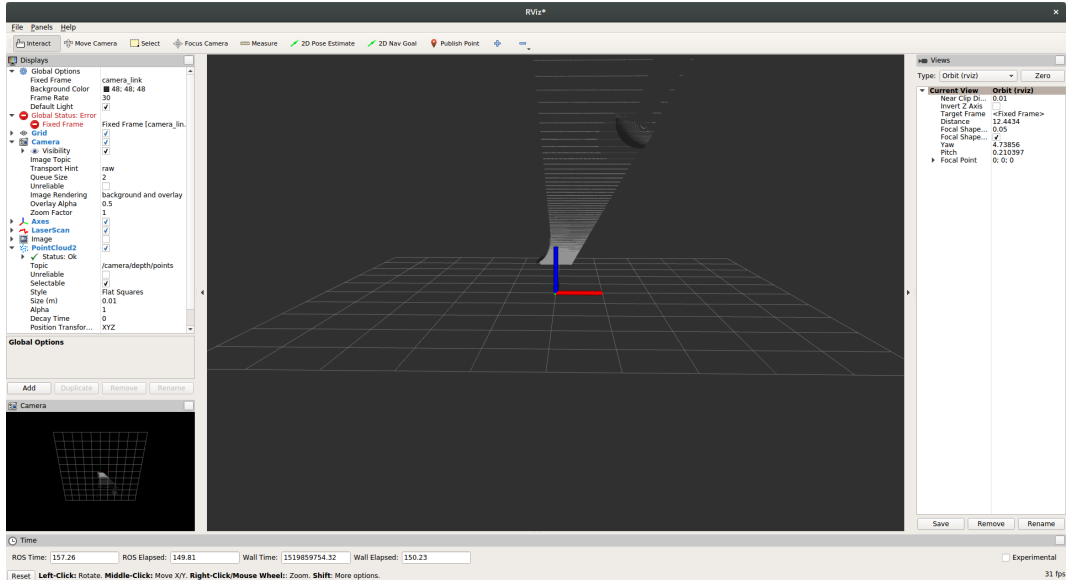 RViz*
File Panels Help
Interact Move Camera Select Focus Camera Measure 2D Pose Estimate 2D Nav Goal Publish Point
Displays
Global Options
Fixed Frame camera_link
Background Color 48; 48; 48
Frame Rate 30
Default Light
Global Status: Error
Fixed Frame Fixed Frame [camera_lin...
Grid
Camera
Visibility
Image Topic
Transport Hint raw
Queue Size 2
Unreliable
Image Rendering background and overlay
Overlay Alpha 0.5
Zoom Factor 1
Axes
LaserScan
Image
PointCloud2
Status: Ok
Topic /camera/depth/points
Unreliable
Selectable
Style Flat Squares
Size (m) 0.01
Alpha 1
Decay Time 0
Position Transfor... XYZ
Global Options
Add Duplicate Remove Rename
Camera
Views
Type: Orbit (rviz) Zero
Current View Orbit (rviz)
Near Clip Di... 0.01
Invert Z Axis
Target Frame <Fixed Frame>
Distance 12.4434
Focal Shape... 0.05
Focal Shape...
Yaw 4.73856
Pitch 0.210397
Focal Point 0; 0; 0
Save Remove Rename
Time
ROS Time: 157.26 ROS Elapsed: 149.81 Wall Time: 1519859754.32 Wall Elapsed: 150.23 Experimental
Reset Left-Click: Rotate. Middle-Click: Move X/Y. Right-Click/Mouse Wheel:: Zoom. Shift: More options. 31 fps